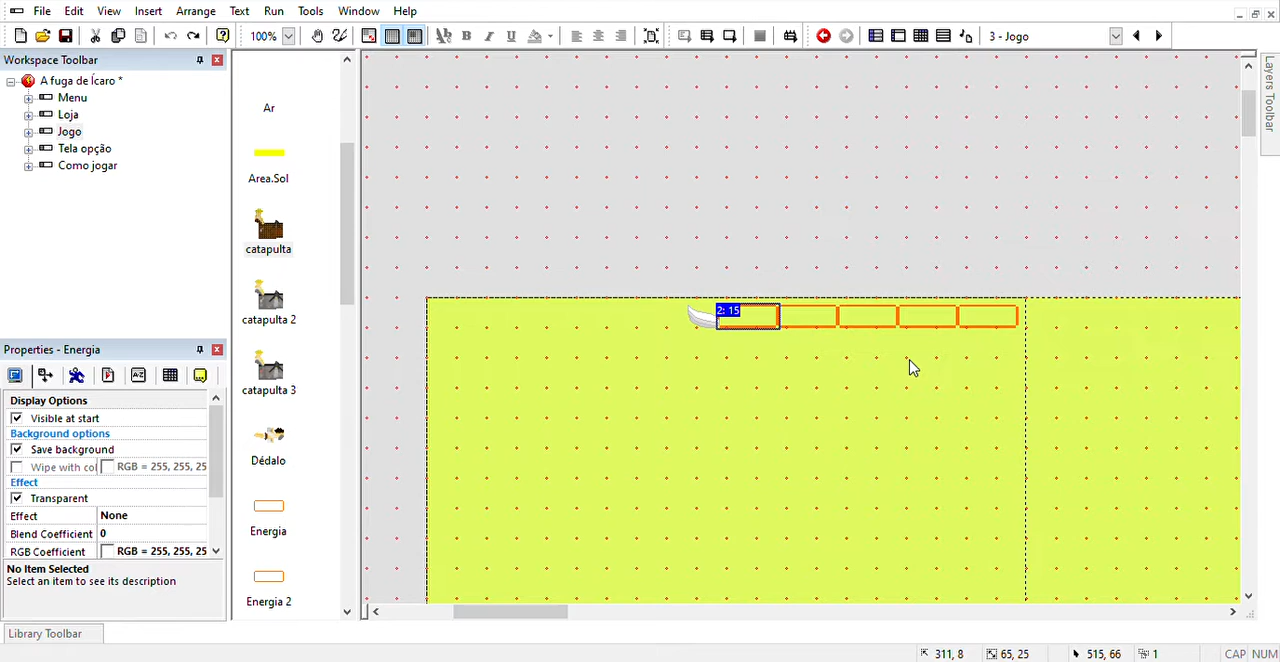 File Edit View Insert Arrange Text Run Tools Window Help
100% 3 - Jogo
Workspace Toolbar
A fuga de Ícaro *
Menu
Loja
Jogo
Tela opção
Como jogar
Properties - Energia
Display Options
Visible at start
Background options
Save background
Wipe with col RGB = 255, 255, 25
Effect
Transparent
Effect None
Blend Coefficient 0
RGB Coefficient RGB = 255, 255, 25
No Item Selected
Select an item to see its description
Library Toolbar
Ar
Area.Sol
catapulta
catapulta 2
catapulta 3
Dédalo
Energia
Energia 2
2: 15
Layers Toolbar
311, 8 65, 25 515, 66 1 CAP NUM